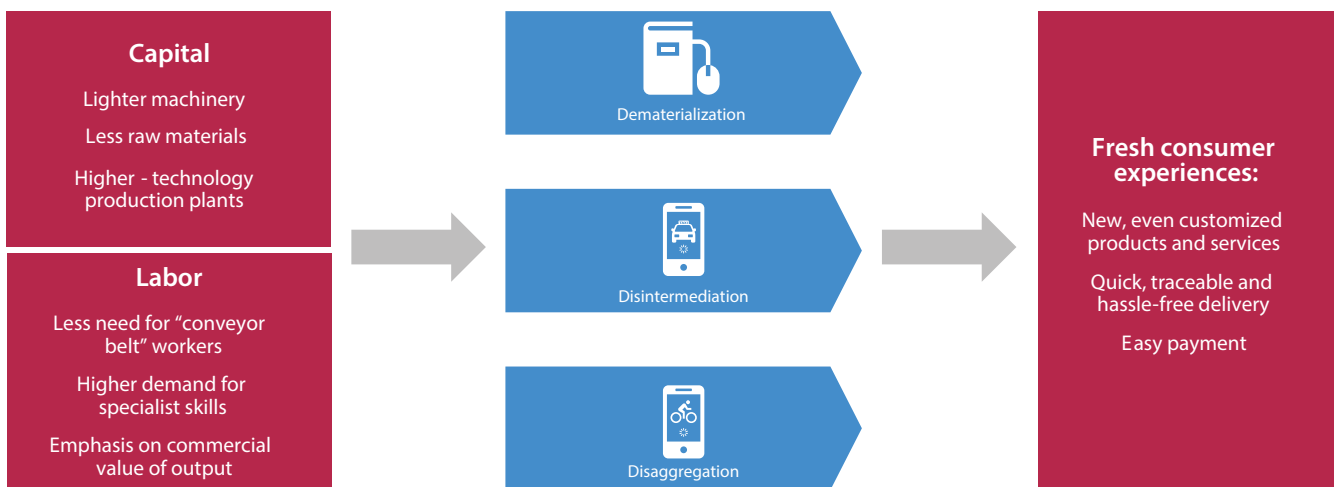 Capital
Lighter machinery
Less raw materials
Higher - technology
production plants
Labor
Less need for “conveyor
belt” workers
Higher demand for
specialist skills
Emphasis on commercial
value of output
Dematerialization
Disintermediation
Disaggregation
Fresh consumer
experiences:
New, even customized
products and services
Quick, traceable and
hassle-free delivery
Easy payment